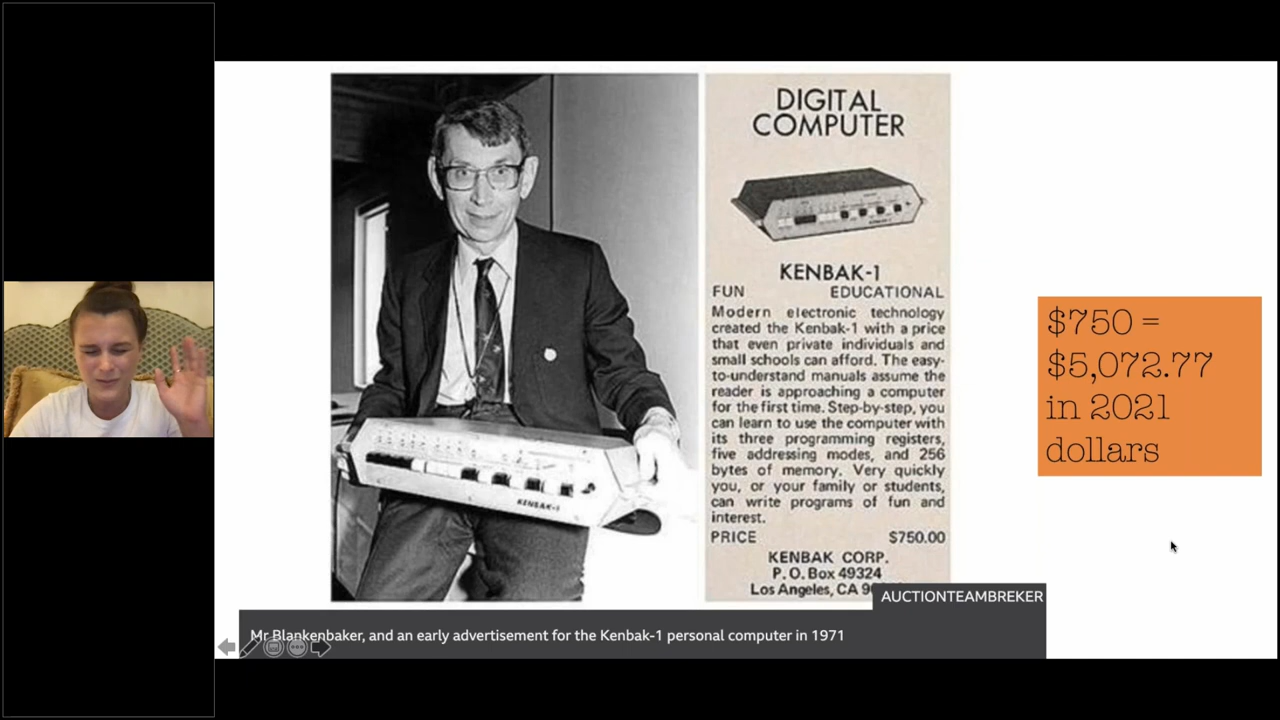 DIGITAL
COMPUTER
KENBAK-1
FUN EDUCATIONAL
Modern electronic technology
created the Kenbak-1 with a price
that even private individuals and
small schools can afford. The easy-
to-understand manuals assume the
reader is approaching a computer
for the first time. Step-by-step, you
can learn to use the computer with
its three programming registers,
five addressing modes, and 256
bytes of memory. Very quickly
you, or your family or students,
can write programs of fun and
interest.
PRICE $750.00
KENBAK CORP.
P. O. Box 49324
Los Angeles, CA
KENBAK-1
AUCTIONTEAMBREKER
Mr Blankenbaker, and an early advertisement for the Kenbak-1 personal computer in 1971
$750 =
$5,072.77
in 2021
dollars